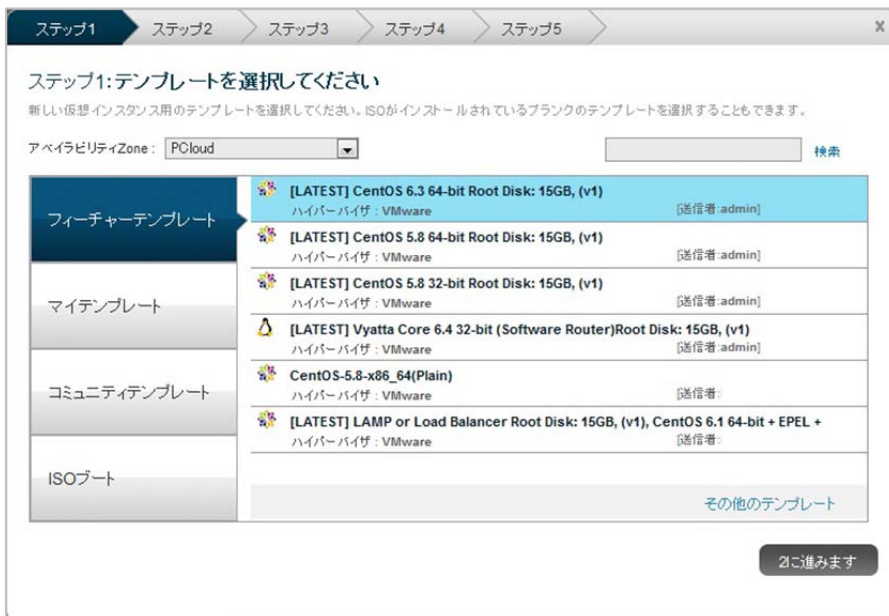 ステップ1 ステップ2 ステップ3 ステップ4 ステップ5 x
ステップ1:テンプレートを選択してください
新しい仮想インスタンス用のテンプレートを選択してください。ISOがインストールされているブランクのテンプレートを選択することもできます。
アベイラビリティZone : PCloud 検索
フィーチャーテンプレート
マイテンプレート
コミュニティテンプレート
ISOブート
[LATEST] CentOS 6.3 64-bit Root Disk: 15GB, (v1)
ハイパーバイザ : VMware [送信者:admin]
[LATEST] CentOS 5.8 64-bit Root Disk: 15GB, (v1)
ハイパーバイザ : VMware [送信者:admin]
[LATEST] CentOS 5.8 32-bit Root Disk: 15GB, (v1)
ハイパーバイザ : VMware [送信者:admin]
[LATEST] Vyatta Core 6.4 32-bit (Software Router)Root Disk: 15GB, (v1)
ハイパーバイザ : VMware [送信者:admin]
CentOS-5.8-x86_64(Plain)
ハイパーバイザ : VMware [送信者:
[LATEST] LAMP or Load Balancer Root Disk: 15GB, (v1), CentOS 6.1 64-bit + EPEL +
ハイパーバイザ : VMware [送信者:
その他のテンプレート
2に進みます